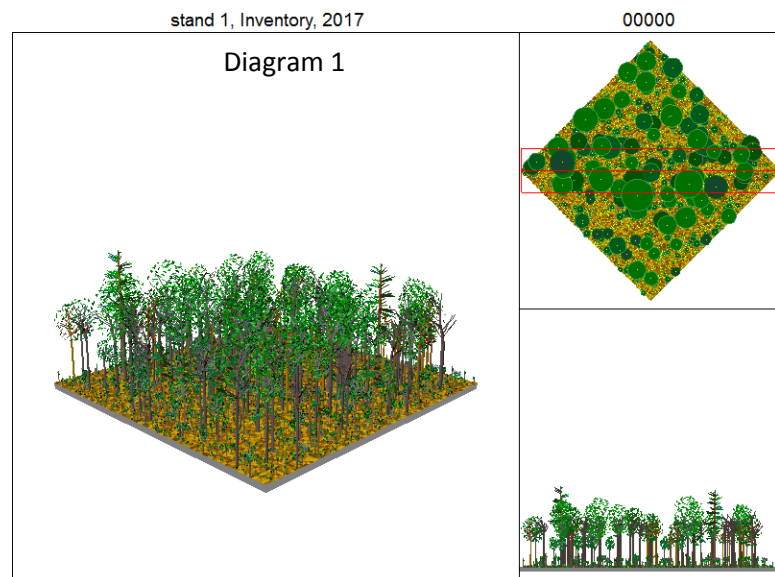 stand 1, Inventory, 2017
00000
Diagram 1